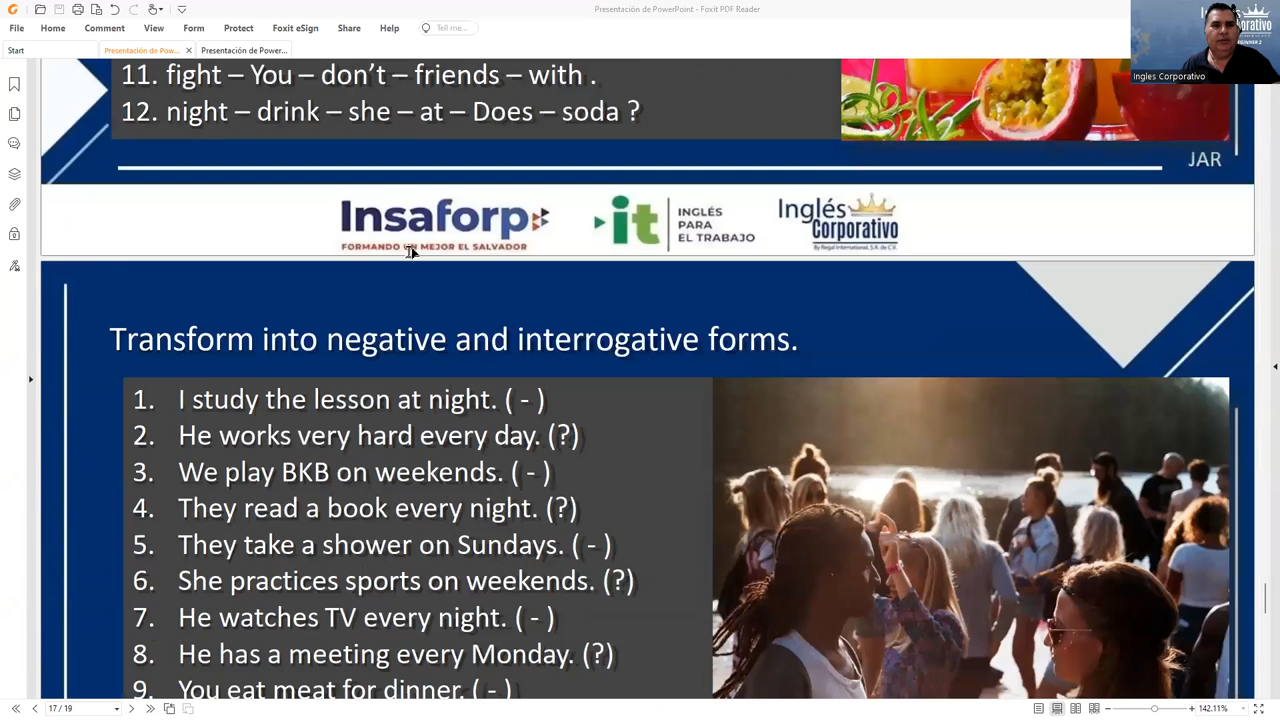 Presentación de PowerPoint - Foxit PDF Reader
File Home Comment View Form Protect Foxit eSign Share Help Tell me...
Start Presentación de Pow... Presentación de Power...
Ingles Corporativo
11. fight – You – don't – friends – with .
12. night – drink – she – at – Does – soda ?
JAR
Insaforp
FORMANDO UN MEJOR EL SALVADOR
it
INGLÉS
PARA
EL TRABAJO
Inglés
Corporativo
By Regal International, S.A. de C.V.
Transform into negative and interrogative forms.
1. I study the lesson at night. ( - )
2. He works very hard every day. (?)
3. We play BKB on weekends. ( - )
4. They read a book every night. (?)
5. They take a shower on Sundays. ( - )
6. She practices sports on weekends. (?)
7. He watches TV every night. ( - )
8. He has a meeting every Monday. (?)
9. You eat meat for dinner. ( - )
17 / 19
142.11%